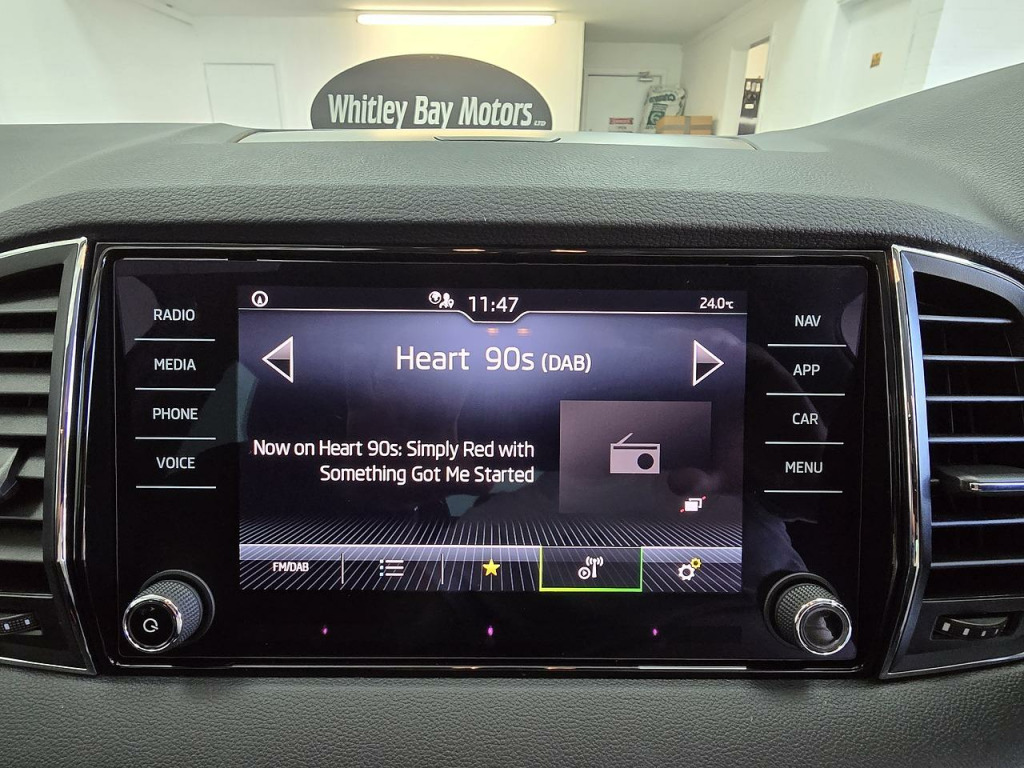 Whitley Bay Motors LTD
11:47
24.0°C
RADIO
MEDIA
PHONE
VOICE
Heart 90s (DAB)
Now on Heart 90s: Simply Red with
Something Got Me Started
FM/DAB
NAV
APP
CAR
MENU